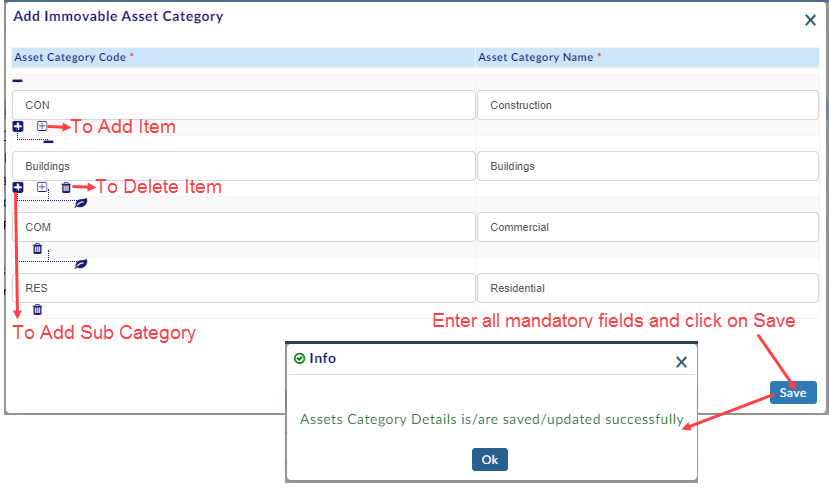 Add Immovable Asset Category
Asset Category Code * Asset Category Name *
CON Construction
To Add Item
Buildings Buildings
To Delete Item
COM Commercial
RES Residential
To Add Sub Category
Enter all mandatory fields and click on Save
Info
Save
Assets Category Details is/are saved/updated successfully
Ok